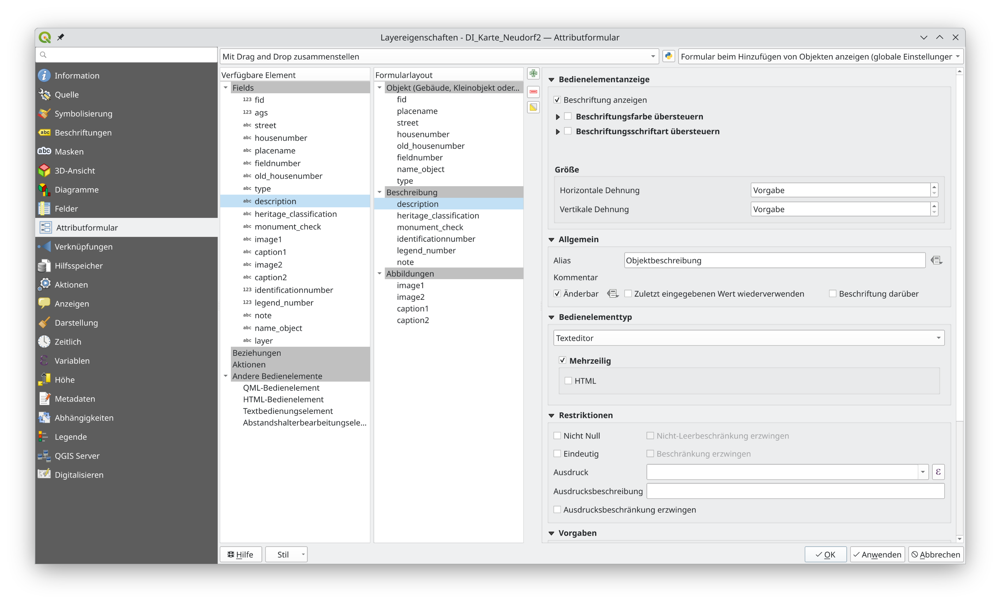 Layereigenschaften - DI_Karte_Neudorf2 — Attributformular
Mit Drag and Drop zusammenstellen
Formular beim Hinzufügen von Objekten anzeigen (globale Einstellunger
Information
Quelle
Symbolisierung
abc Beschriftungen
abc Masken
3D-Ansicht
Diagramme
Felder
Attributformular
Verknüpfungen
Hilfsspeicher
Aktionen
Anzeigen
Darstellung
Zeitlich
Variablen
Höhe
Metadaten
Abhängigkeiten
Legende
QGIS Server
Digitalisieren
Verfügbare Element
Fields
123 fid
123 ags
abc street
abc housenumber
abc placename
abc fieldnumber
abc old_housenumber
abc type
abc description
abc heritage_classification
abc monument_check
abc image1
abc caption1
abc image2
abc caption2
123 identificationnumber
123 legend_number
abc note
abc name_object
abc layer
Beziehungen
Aktionen
Andere Bedienelemente
QML-Bedienelement
HTML-Bedienelement
Textbedienungselement
Abstandshalterbearbeitungsele...
Formularlayout
Objekt (Gebäude, Kleinobjekt oder...
fid
placename
street
housenumber
old_housenumber
fieldnumber
name_object
type
Beschreibung
description
heritage_classification
monument_check
identificationnumber
legend_number
note
Abbildungen
image1
image2
caption1
caption2
Bedienelementanzeige
Beschriftung anzeigen
Beschriftungsfarbe übersteuern
Beschriftungsschriftart übersteuern
Größe
Horizontale Dehnung Vorgabe
Vertikale Dehnung Vorgabe
Allgemein
Alias Objektbeschreibung
Kommentar
Änderbar Zuletzt eingegebenen Wert wiederverwenden Beschriftung darüber
Bedienelementtyp
Texteditor
Mehrzeilig
HTML
Restriktionen
Nicht Null Nicht-Leerbeschränkung erzwingen
Eindeutig Beschränkung erzwingen
Ausdruck ε
Ausdrucksbeschreibung
Ausdrucksbeschränkung erzwingen
Vorgaben
Hilfe Stil OK Anwenden Abbrechen